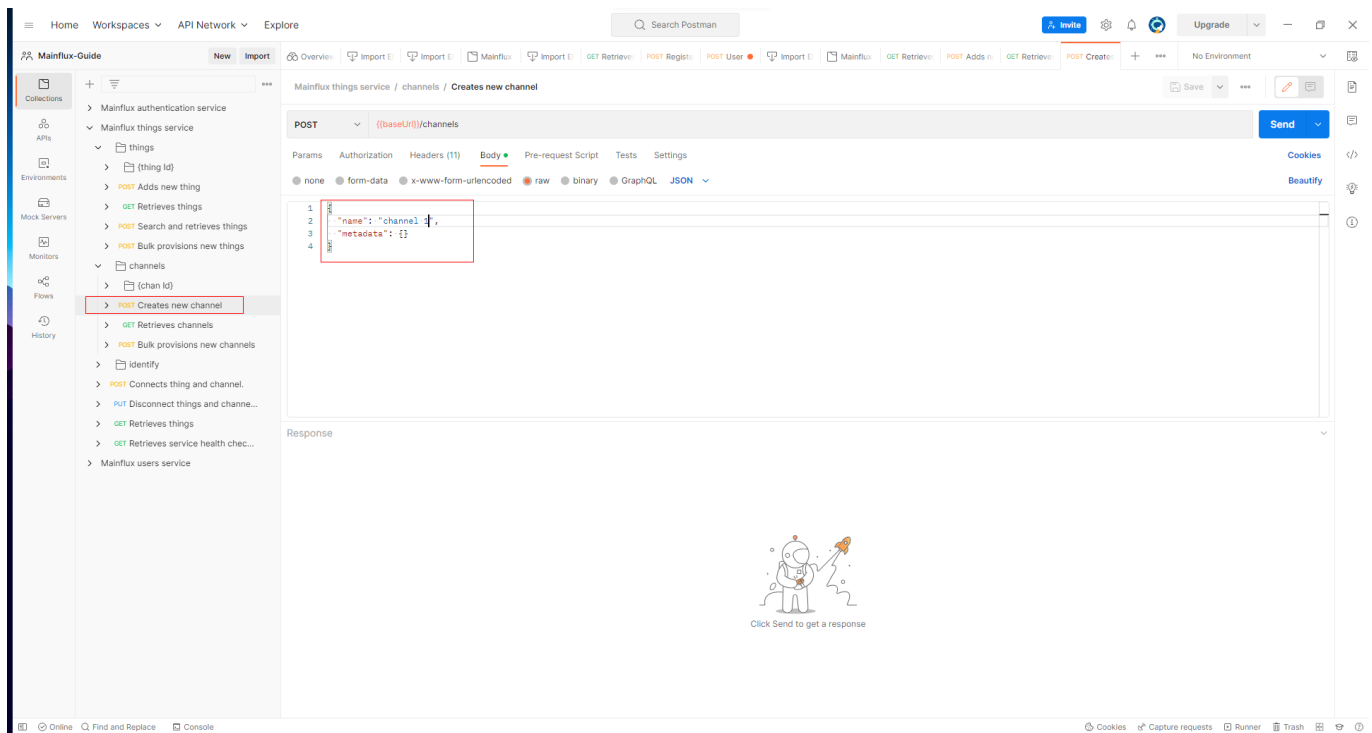 Home Workspaces API Network Explore Search Postman Invite Upgrade
Mainflux-Guide New Import Overview Import E Import E Mainflux Import E GET Retrieve POST Registe POST User Import E Mainflux GET Retrieve POST Adds n GET Retrieve POST Creates No Environment
Collections
APIs
Environments
Mock Servers
Monitors
Flows
History
Mainflux authentication service
Mainflux things service
things
{thing Id}
POST Adds new thing
GET Retrieves things
POST Search and retrieves things
POST Bulk provisions new things
channels
{chan Id}
POST Creates new channel
GET Retrieves channels
POST Bulk provisions new channels
identify
POST Connects thing and channel.
PUT Disconnect things and channe...
GET Retrieves things
GET Retrieves service health chec...
Mainflux users service
Mainflux things service / channels / Creates new channel Save
POST {{baseUrl}}/channels Send
Params Authorization Headers (11) Body Pre-request Script Tests Settings Cookies
none form-data x-www-form-urlencoded raw binary GraphQL JSON Beautify
1 {
2 "name": "channel 1",
3 "metadata": {}
4 }
Response
Click Send to get a response
Online Find and Replace Console Cookies Capture requests Runner Trash